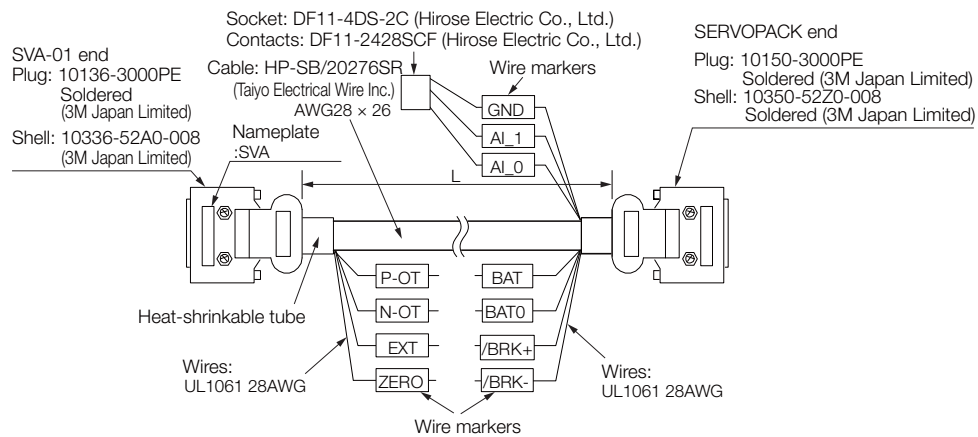 Socket: DF11-4DS-2C (Hirose Electric Co., Ltd.)
Contacts: DF11-2428SCF (Hirose Electric Co., Ltd.)
SVA-01 end
Plug: 10136-3000PE
Soldered
(3M Japan Limited)
Shell: 10336-52A0-008
(3M Japan Limited)
Cable: HP-SB/20276SR
(Taiyo Electrical Wire Inc.)
AWG28 × 26
Nameplate
:SVA
Wire markers
SERVOPACK end
Plug: 10150-3000PE
Soldered (3M Japan Limited)
Shell: 10350-52Z0-008
Soldered (3M Japan Limited)
GND
AI_1
AI_0
L
P-OT
N-OT
EXT
ZERO
BAT
BAT0
/BRK+
/BRK-
Heat-shrinkable tube
Wires:
UL1061 28AWG
Wires:
UL1061 28AWG
Wire markers